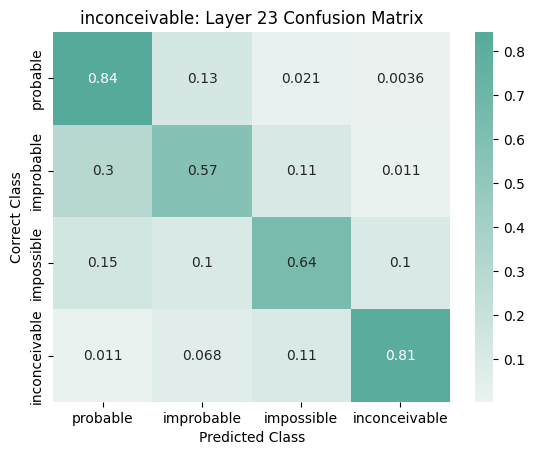 inconceivable: Layer 23 Confusion Matrix
Correct Class
probable
0.84 0.13 0.021 0.0036
improbable
0.3 0.57 0.11 0.011
impossible
0.15 0.1 0.64 0.1
inconceivable
0.011 0.068 0.11 0.81
probable improbable impossible inconceivable
Predicted Class
0.8
0.7
0.6
0.5
0.4
0.3
0.2
0.1